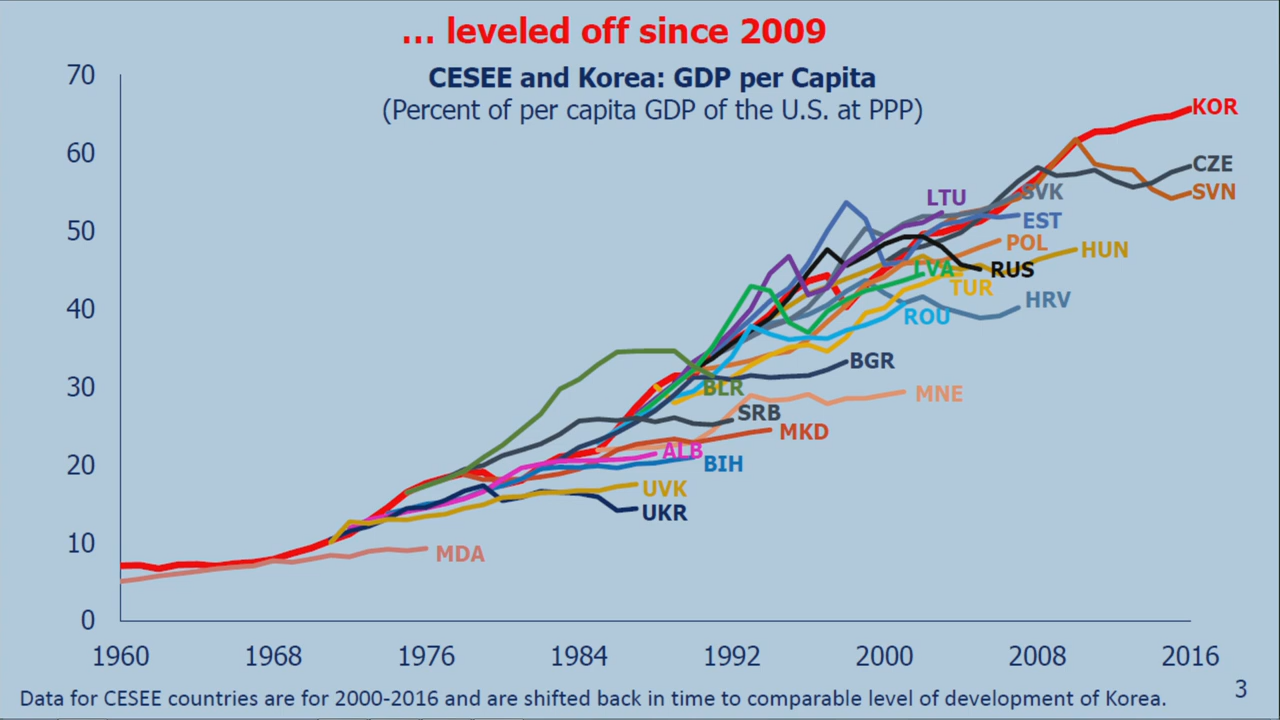 ... leveled off since 2009
CESEE and Korea: GDP per Capita
(Percent of per capita GDP of the U.S. at PPP)
70
60
50
40
30
20
10
0
KOR
CZE
SVN
SVK
LTU
EST
POL
HUN
RUS
LVA
TUR
HRV
ROU
BGR
BLR
MNE
SRB
MKD
ALB
BIH
UVK
UKR
MDA
1960 1968 1976 1984 1992 2000 2008 2016
Data for CESEE countries are for 2000-2016 and are shifted back in time to comparable level of development of Korea.
3